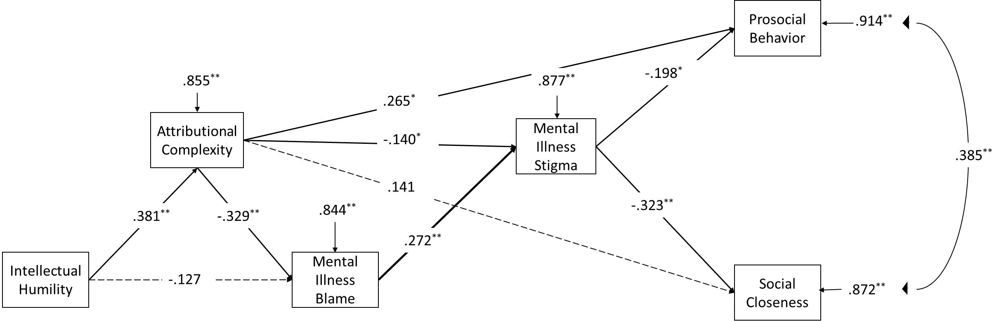 Prosocial
Behavior
.914**
.855**
.877**
-.198*
.265*
Attributional
Complexity
-.140*
Mental
Illness
Stigma
.385**
.141
.381**
-.329**
.844**
-.323**
.272**
Intellectual
Humility
-.127
Mental
Illness
Blame
Social
Closeness
.872**